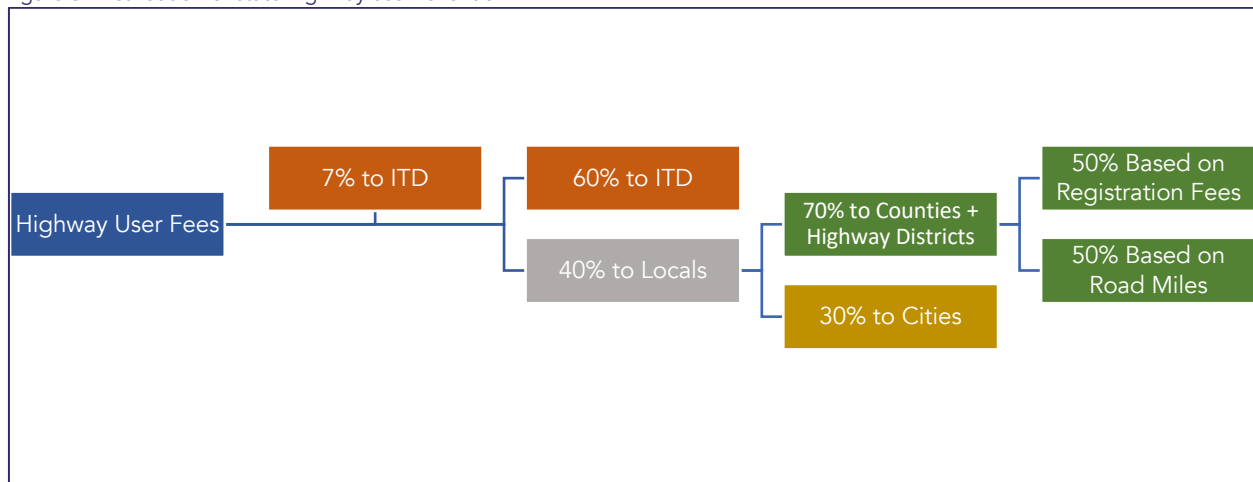 Highway User Fees
7% to ITD
60% to ITD
40% to Locals
70% to Counties +
Highway Districts
30% to Cities
50% Based on
Registration Fees
50% Based on
Road Miles